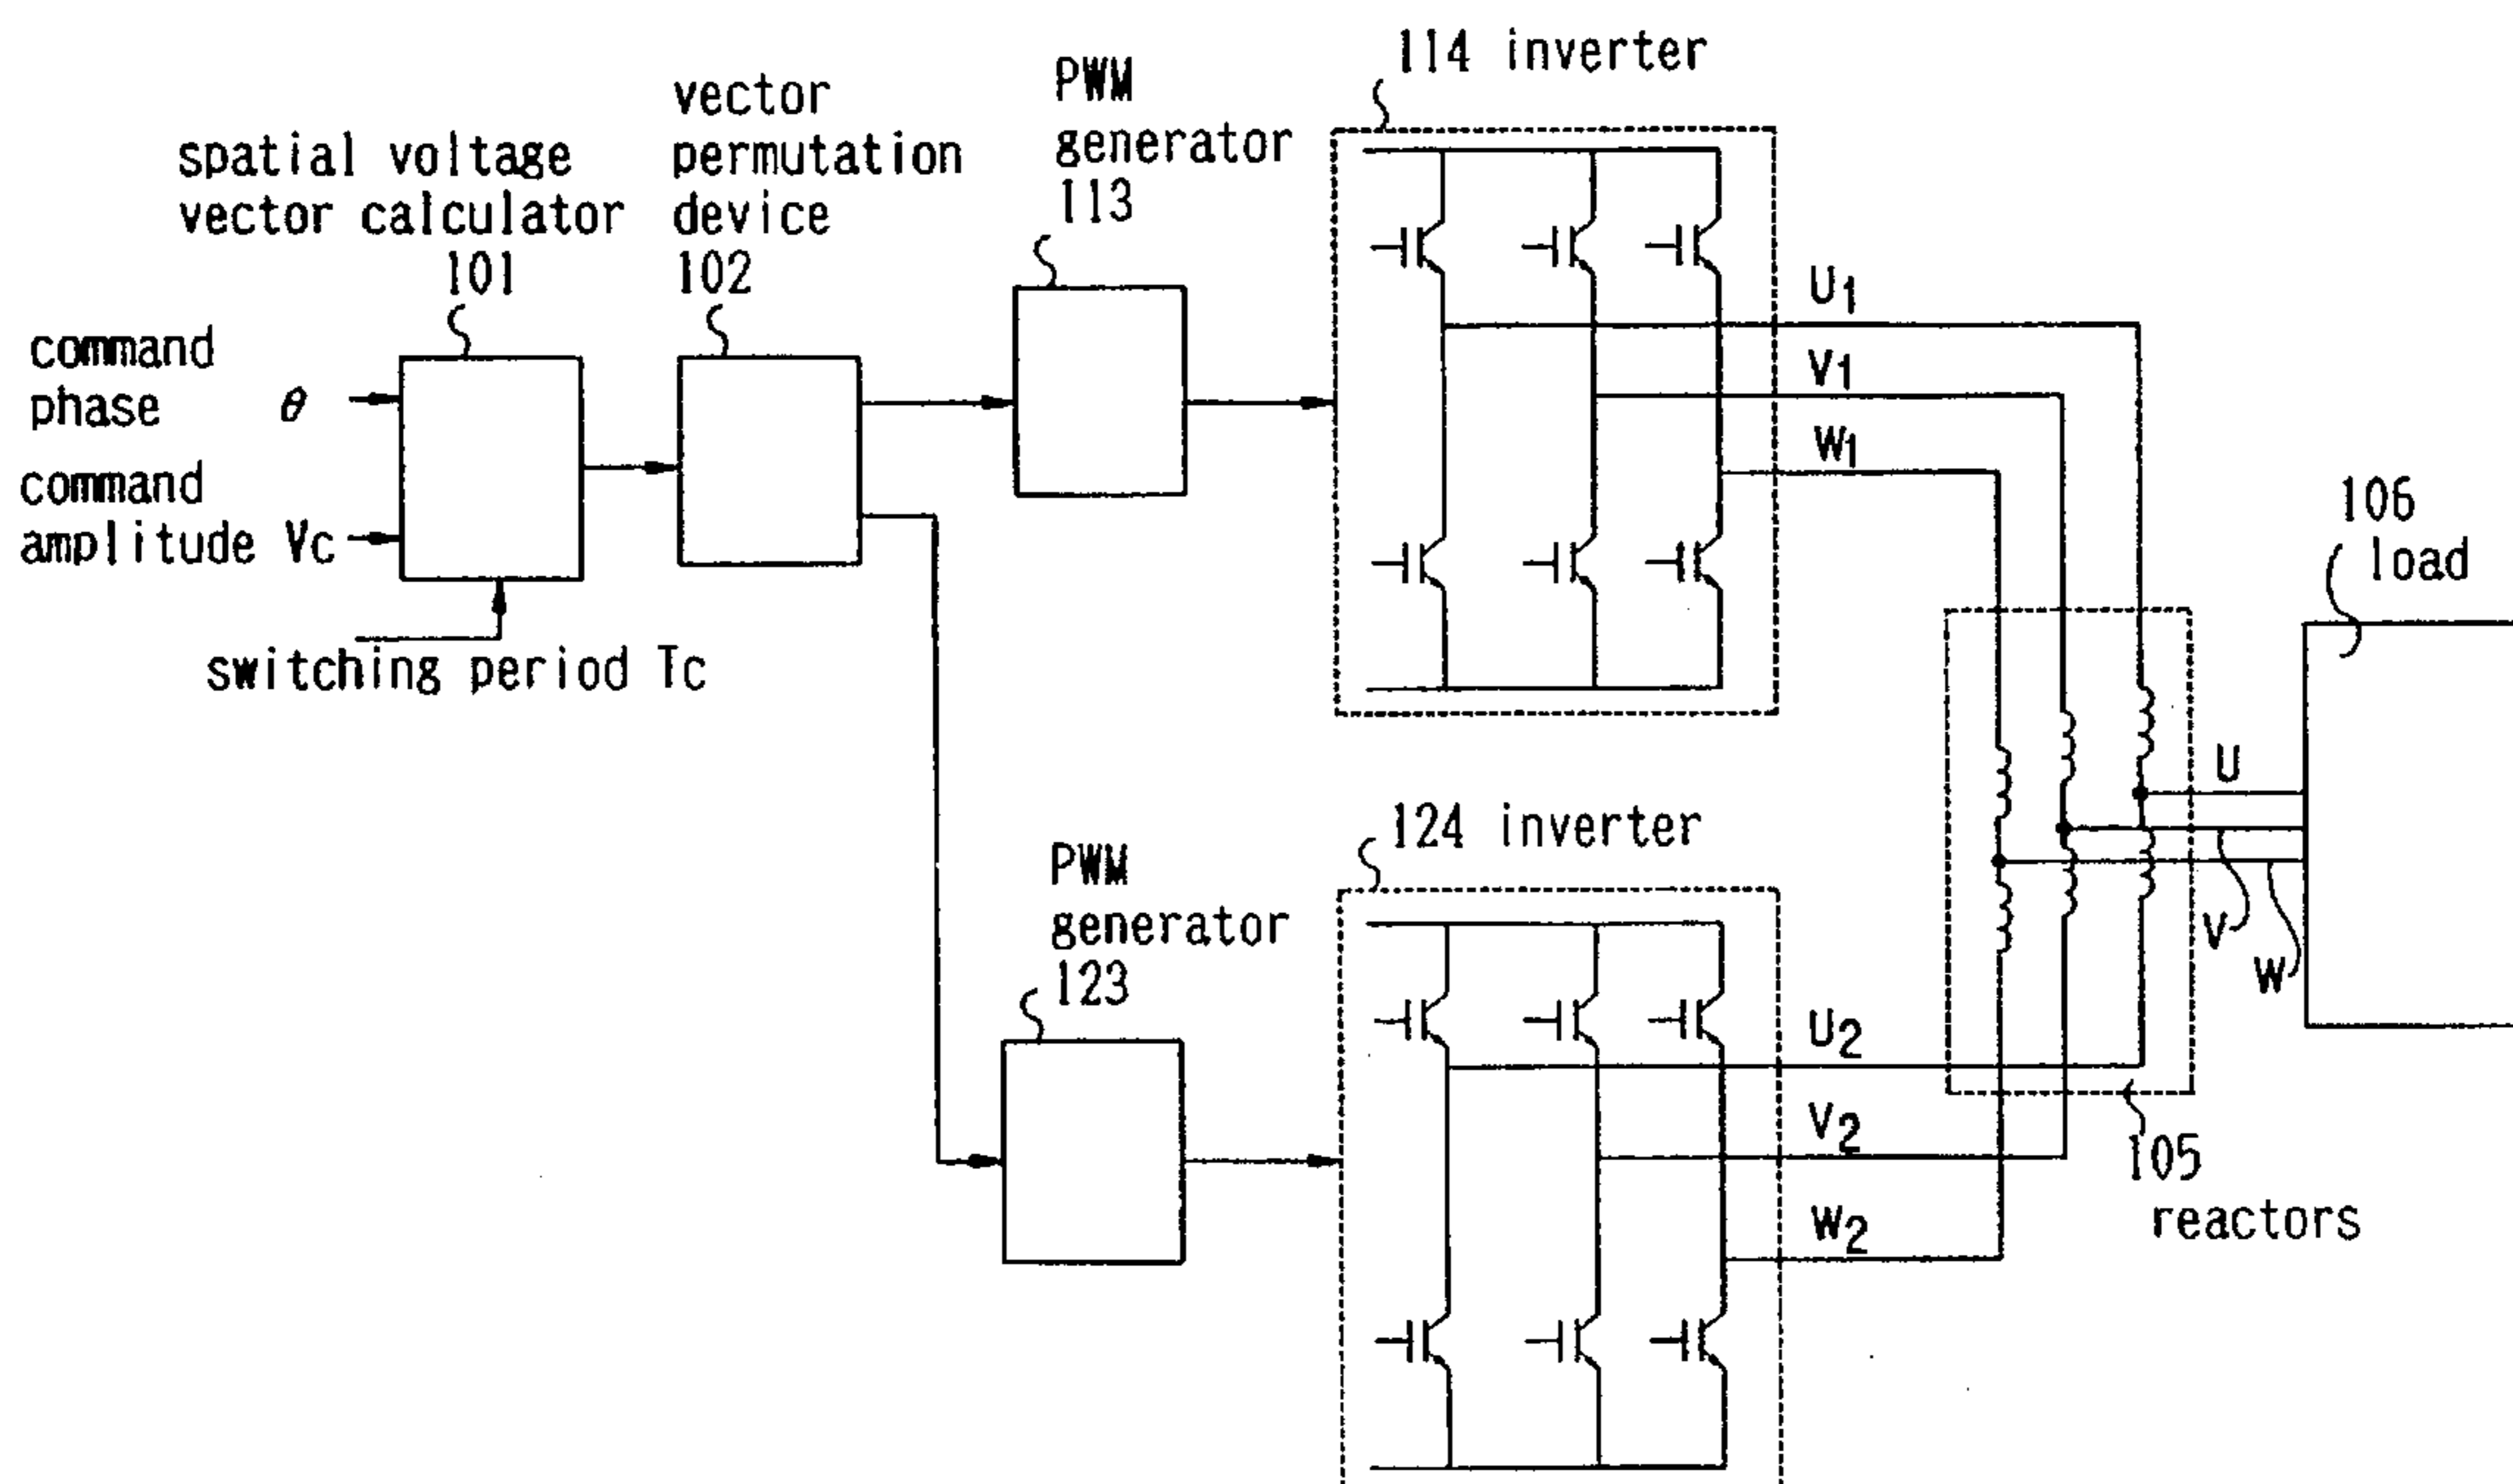 spatial voltage
vector calculator
101
vector
permutation
device
102
PWM
generator
113
114 inverter
command
phase θ
command
amplitude Vc
switching period Tc
U1
V1
W1
106
load
U
V
W
PWM
generator
123
124 inverter
U2
V2
W2
105
reactors